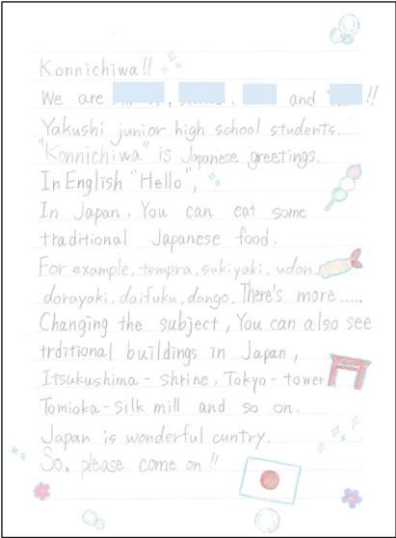 Konnichiwa!!
We are , , , and !!
Yakushi junior high school students.
"Konnichiwa" is Japanese greetings.
In English "Hello",
In Japan, You can eat some
traditional Japanese food.
For example, tempra, sukiyaki, udon,
dorayaki, daifuku, dango, There's more.....
Changing the subject, You can also see
trditional buildings in Japan,
Itsukushima-shrine, Tokyo-tower
Tomioka-silk mill and so on.
Japan is wonderful cuntry.
So, please come on!!